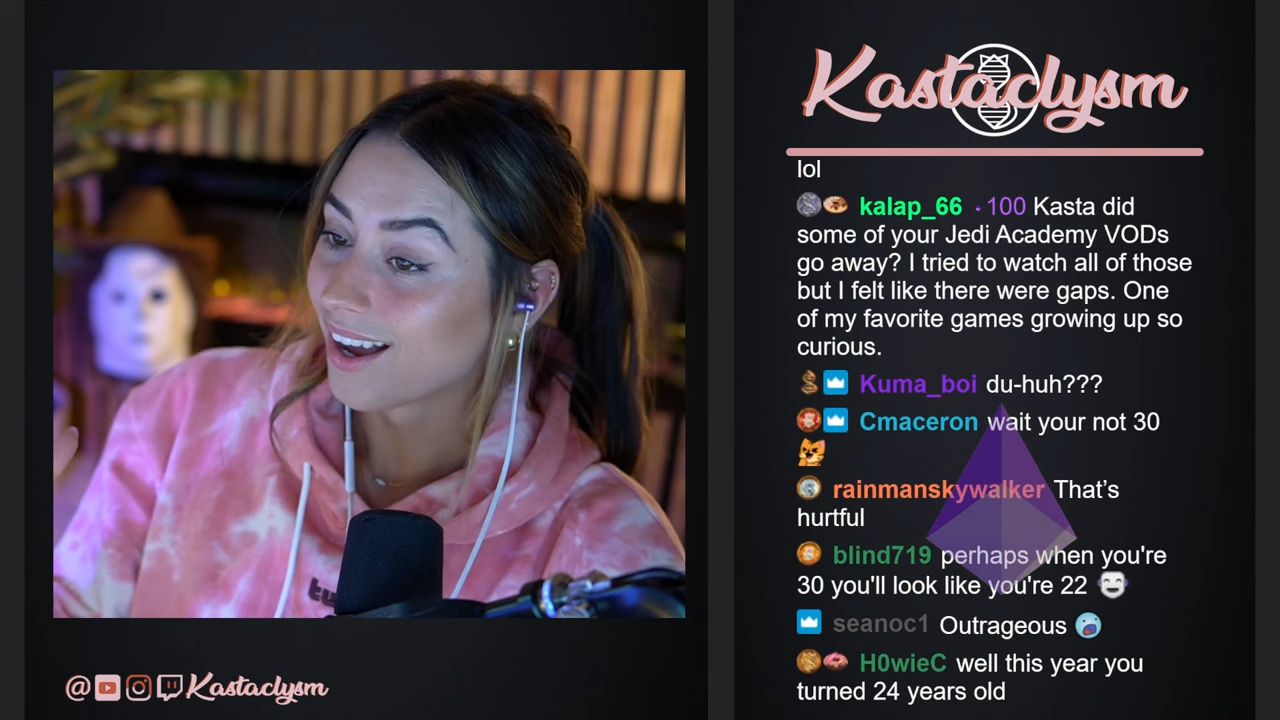 Kastaclysm
lol
kalap_66 100 Kasta did
some of your Jedi Academy VODs
go away? I tried to watch all of those
but I felt like there were gaps. One
of my favorite games growing up so
curious.
Kuma_boi du-huh???
Cmaceron wait your not 30
rainmanskywalker That's
hurtful
blind719 perhaps when you're
30 you'll look like you're 22
seanoc1 Outrageous
H0wieC well this year you
turned 24 years old
@ Kastaclysm